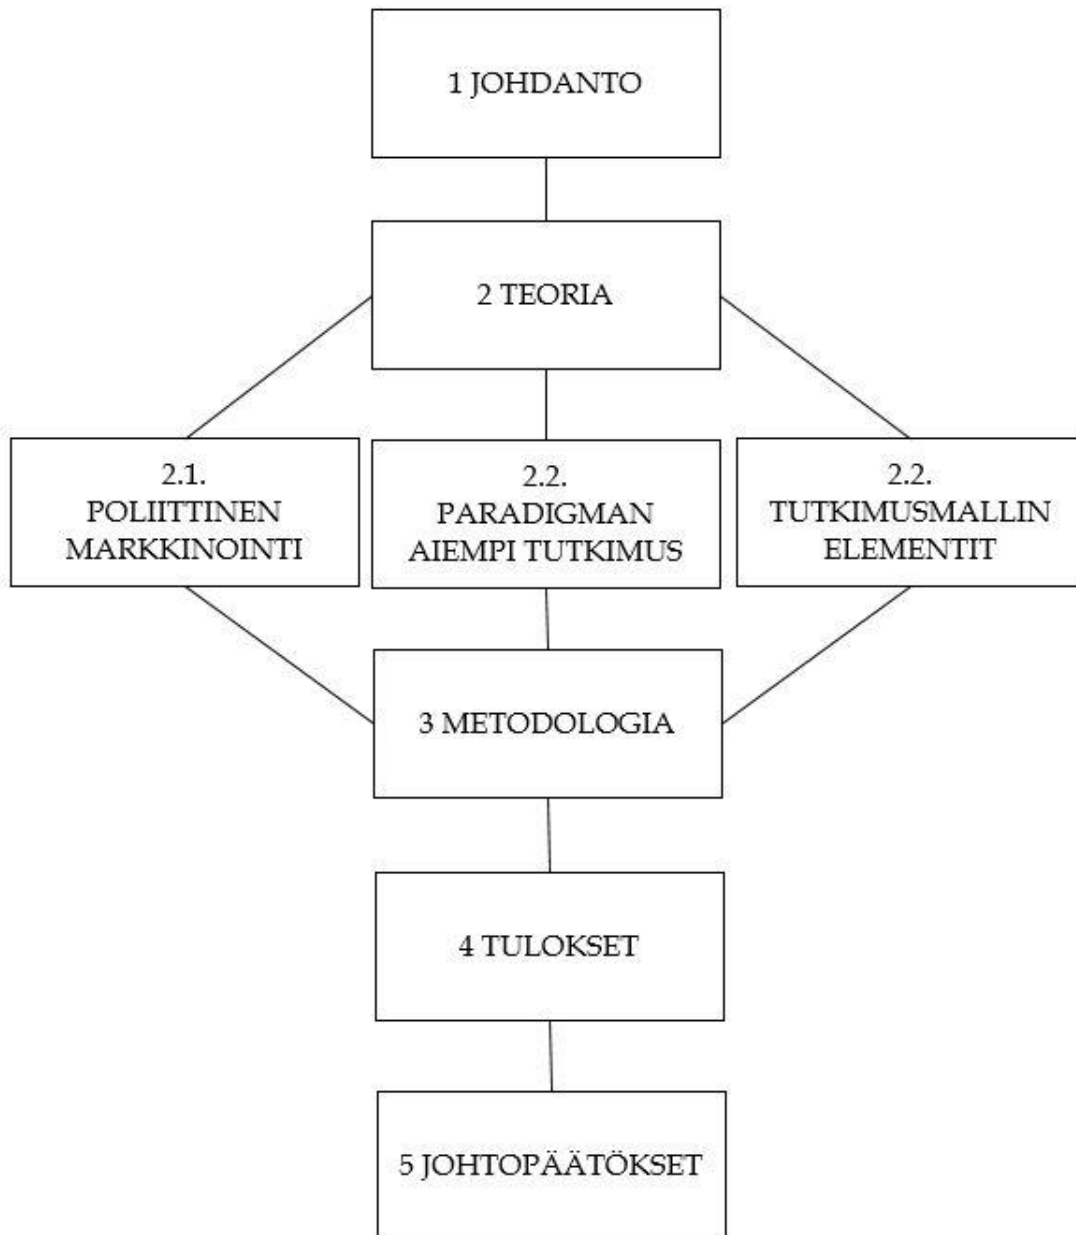 1 JOHDANTO
2 TEORIA
2.1.
POLIITTINEN
MARKKINOINTI
2.2.
PARADIGMAN
AIEMPI TUTKIMUS
2.2.
TUTKIMUSMALLIN
ELEMENTIT
3 METODOLOGIA
4 TULOKSET
5 JOHTOPÄÄTÖKSET